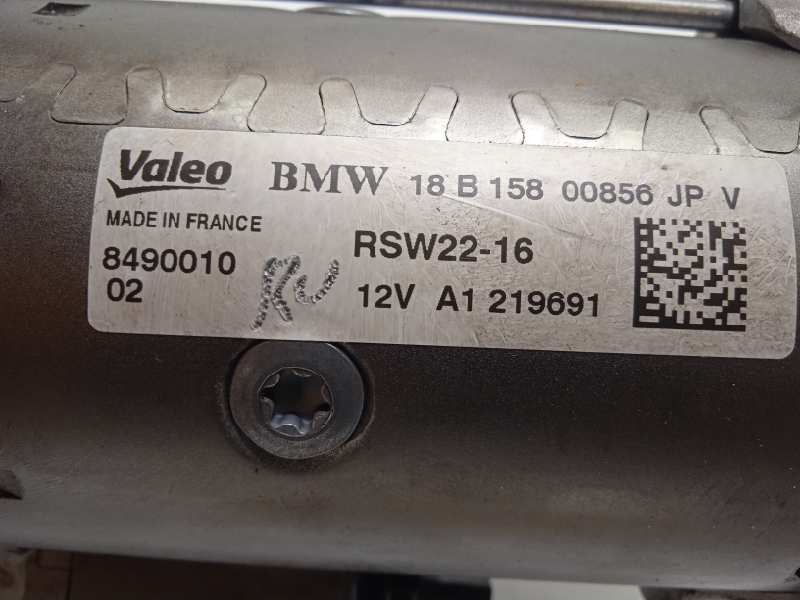 Valeo BMW 18 B 158 00856 JP V
MADE IN FRANCE
8490010 RSW22-16
02 12V A1 219691